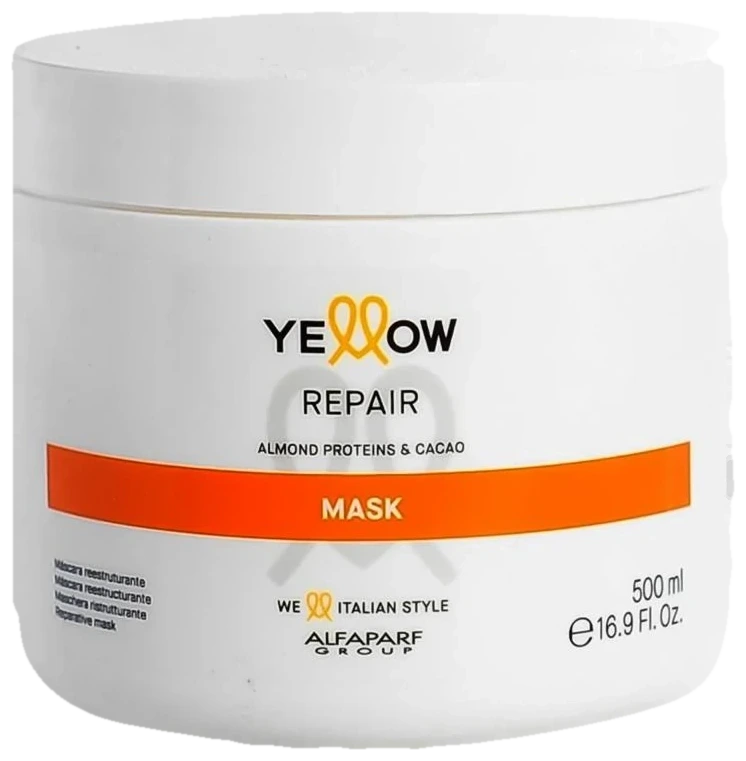 YELLOW
REPAIR
ALMOND PROTEINS & CACAO
MASK
Máscara reestruturante
Máscara reestructurante
Maschera ristrutturante
Reparative mask
WE ITALIAN STYLE
ALFAPARF
GROUP
500 ml
℮16.9 Fl. Oz.